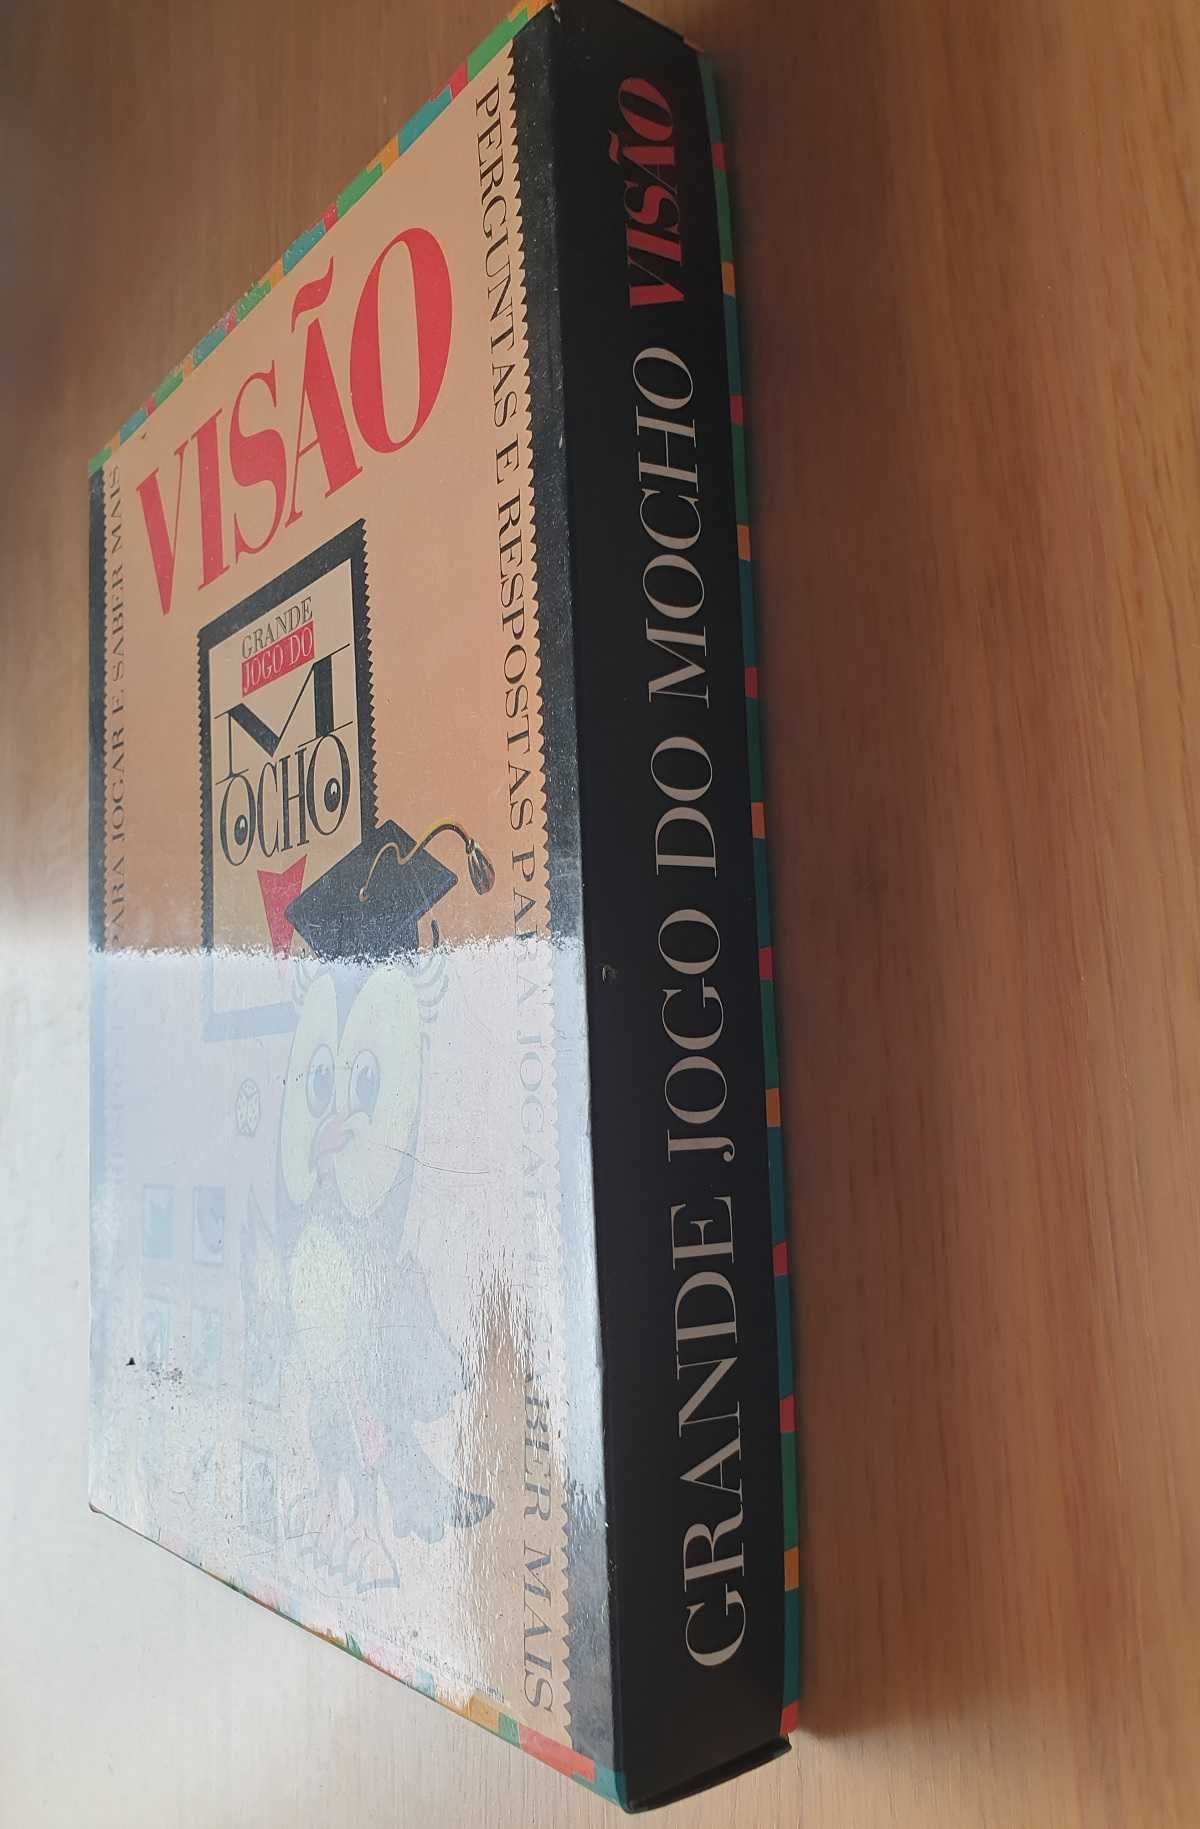 VISÃO
GRANDE
JOGO DO
MOCHO
PERGUNTAS E RESPOSTAS PARA JOGAR E SABER MAIS
PARA JOGAR E SABER MAIS
GRANDE JOGO DO MOCHO VISÃO